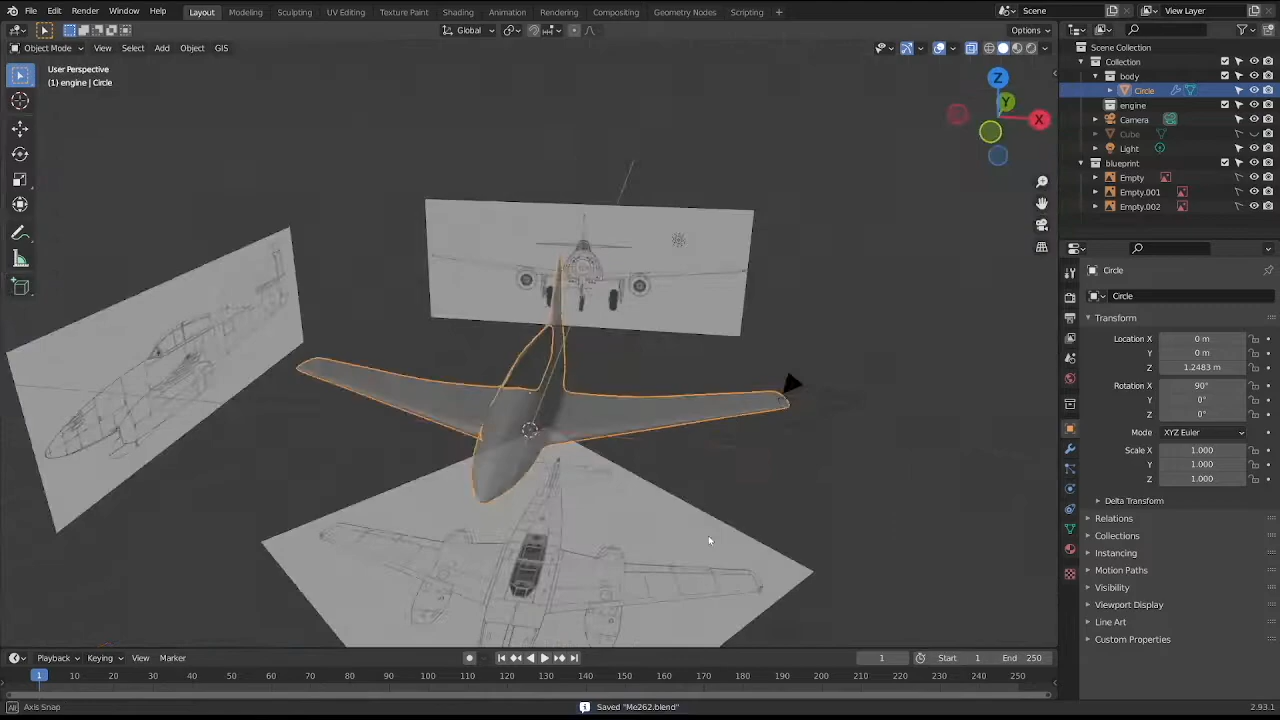 Blender File Edit Render Window Help Layout Modeling Sculpting UV Editing Texture Paint Shading Animation Rendering Compositing Geometry Nodes Scripting Scene View Layer
Global Options
Object Mode View Select Add Object GIS
User Perspective
(1) engine | Circle
Z
Y
X
Scene Collection
Collection
body
Circle
engine
Camera
Cube
Light
blueprint
Empty
Empty.001
Empty.002
Circle
Circle
Transform
Location X 0 m
Y 0 m
Z 1.2483 m
Rotation X 90°
Y 0°
Z 0°
Mode XYZ Euler
Scale X 1.000
Y 1.000
Z 1.000
Delta Transform
Relations
Collections
Instancing
Motion Paths
Visibility
Viewport Display
Line Art
Custom Properties
Playback Keying View Marker 1 Start 1 End 250
1 10 20 30 40 50 60 70 80 90 100 110 120 130 140 150 160 170 180 190 200 210 220 230 240 250
Alt Axis Snap Saved "Me262.blend" 2.93.1